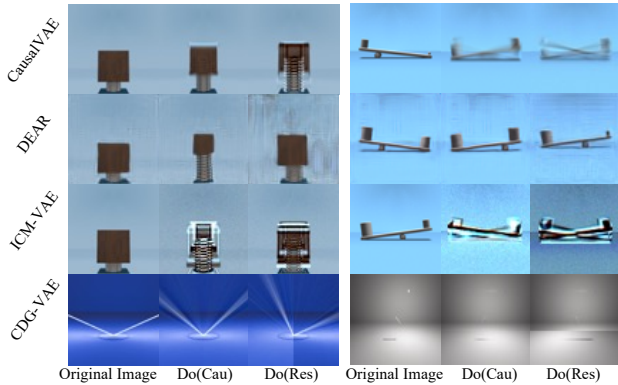 CausalVAE
DEAR
ICM-VAE
CDG-VAE
Original Image Do(Cau) Do(Res) Original Image Do(Cau) Do(Res)